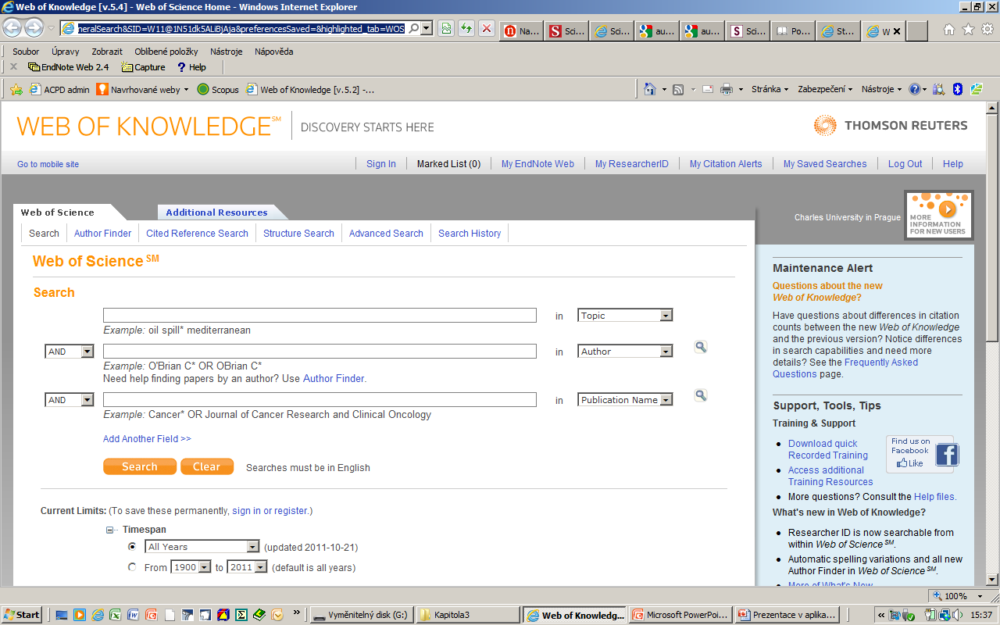 Web of Knowledge [v.5.4] - Web of Science Home - Windows Internet Explorer
neralSearch&SID=W11@1N51dk5ALiBjAja&preferencesSaved=&highlighted_tab=WOS
Na... Sci... Sci... au... au... Sci... Po... St... W
Soubor Úpravy Zobrazit Oblíbené položky Nástroje Nápověda
EndNote Web 2.4 Capture Help
ACPD admin Navrhované weby Scopus Web of Knowledge [v.5.2] -... Stránka Zabezpečení Nástroje
WEB OF KNOWLEDGE SM DISCOVERY STARTS HERE THOMSON REUTERS
Go to mobile site Sign In Marked List (0) My EndNote Web My ResearcherID My Citation Alerts My Saved Searches Log Out Help
Web of Science Additional Resources
Charles University in Prague
MORE
INFORMATION
FOR NEW USERS
Search Author Finder Cited Reference Search Structure Search Advanced Search Search History
Web of Science SM
Search
in Topic
Example: oil spill* mediterranean
AND in Author
Example: O'Brian C* OR OBrian C*
Need help finding papers by an author? Use Author Finder.
AND in Publication Name
Example: Cancer* OR Journal of Cancer Research and Clinical Oncology
Add Another Field >>
Search Clear Searches must be in English
Current Limits: (To save these permanently, sign in or register.)
Timespan
All Years (updated 2011-10-21)
From 1900 to 2011 (default is all years)
Maintenance Alert
Questions about the new
Web of Knowledge?
Have questions about differences in citation
counts between the new Web of Knowledge
and the previous version? Notice differences
in search capabilities and need more
details? See the Frequently Asked
Questions page.
Support, Tools, Tips
Training & Support
Download quick
Recorded Training
Access additional
Training Resources
Find us on
Facebook
Like
More questions? Consult the Help files.
What's new in Web of Knowledge?
Researcher ID is now searchable from
within Web of Science SM.
Automatic spelling variations and all new
Author Finder in Web of Science SM.
More of What's New
100%
Start Vyměnitelný disk (G:) Kapitola3 Web of Knowledg... Microsoft PowerPoi... Prezentace v aplika... 15:37